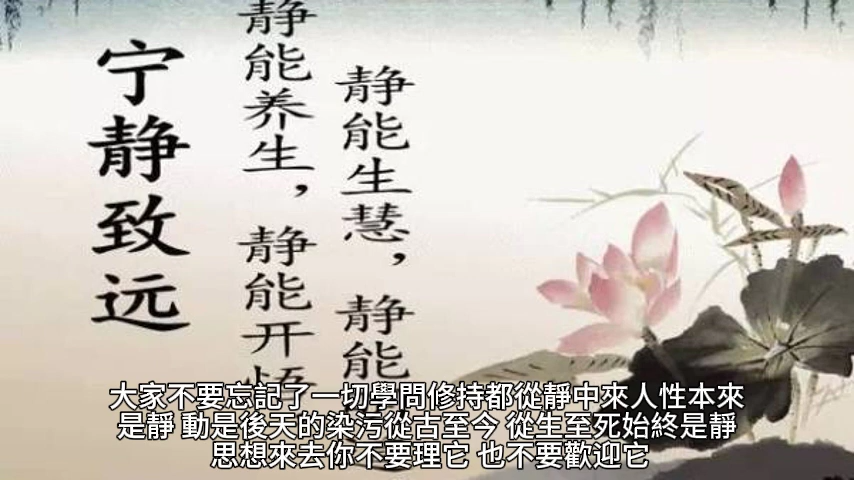 宁静致远
静能养生，静能开悟
静能生慧，静能
大家不要忘記了一切學問修持都從靜中來人性本來
是靜 動是後天的染污從古至今 從生至死始終是靜
思想來去你不要理它 也不要歡迎它